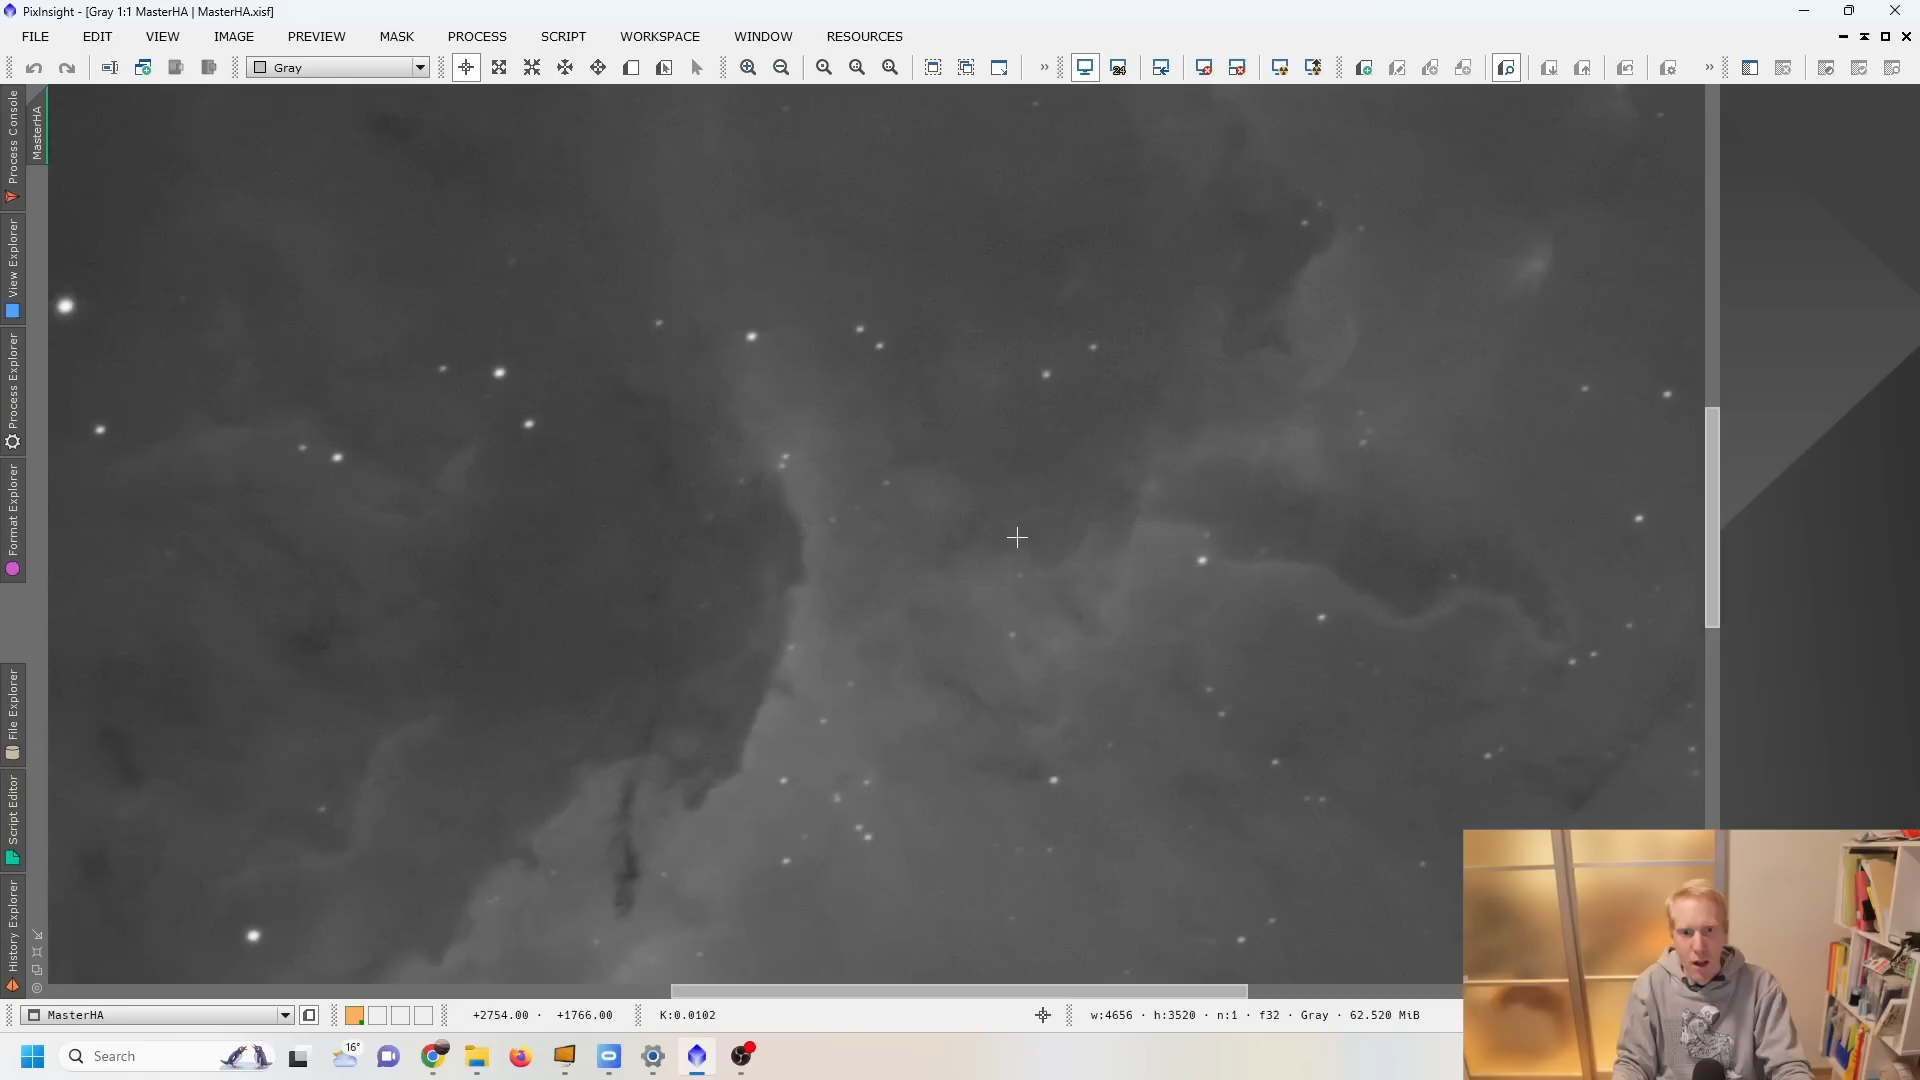 PixInsight - [Gray 1:1 MasterHA | MasterHA.xisf]
FILE EDIT VIEW IMAGE PREVIEW MASK PROCESS SCRIPT WORKSPACE WINDOW RESOURCES
Gray
24
Process Console
View Explorer
Process Explorer
Format Explorer
File Explorer
Script Editor
History Explorer
MasterHA
MasterHA
+2754.00 · +1766.00
K:0.0102
w:4656 · h:3520 · n:1 · f32 · Gray · 62.520 MiB
Search
16°